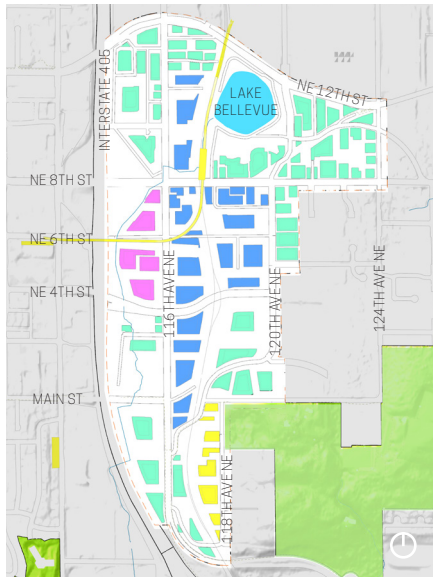 INTERSTATE 405
LAKE
BELLEVUE
NE 12TH ST
NE 8TH ST
NE 6TH ST
NE 4TH ST
116TH AVE NE
120TH AVE NE
124TH AVE NE
MAIN ST
118TH AVE NE